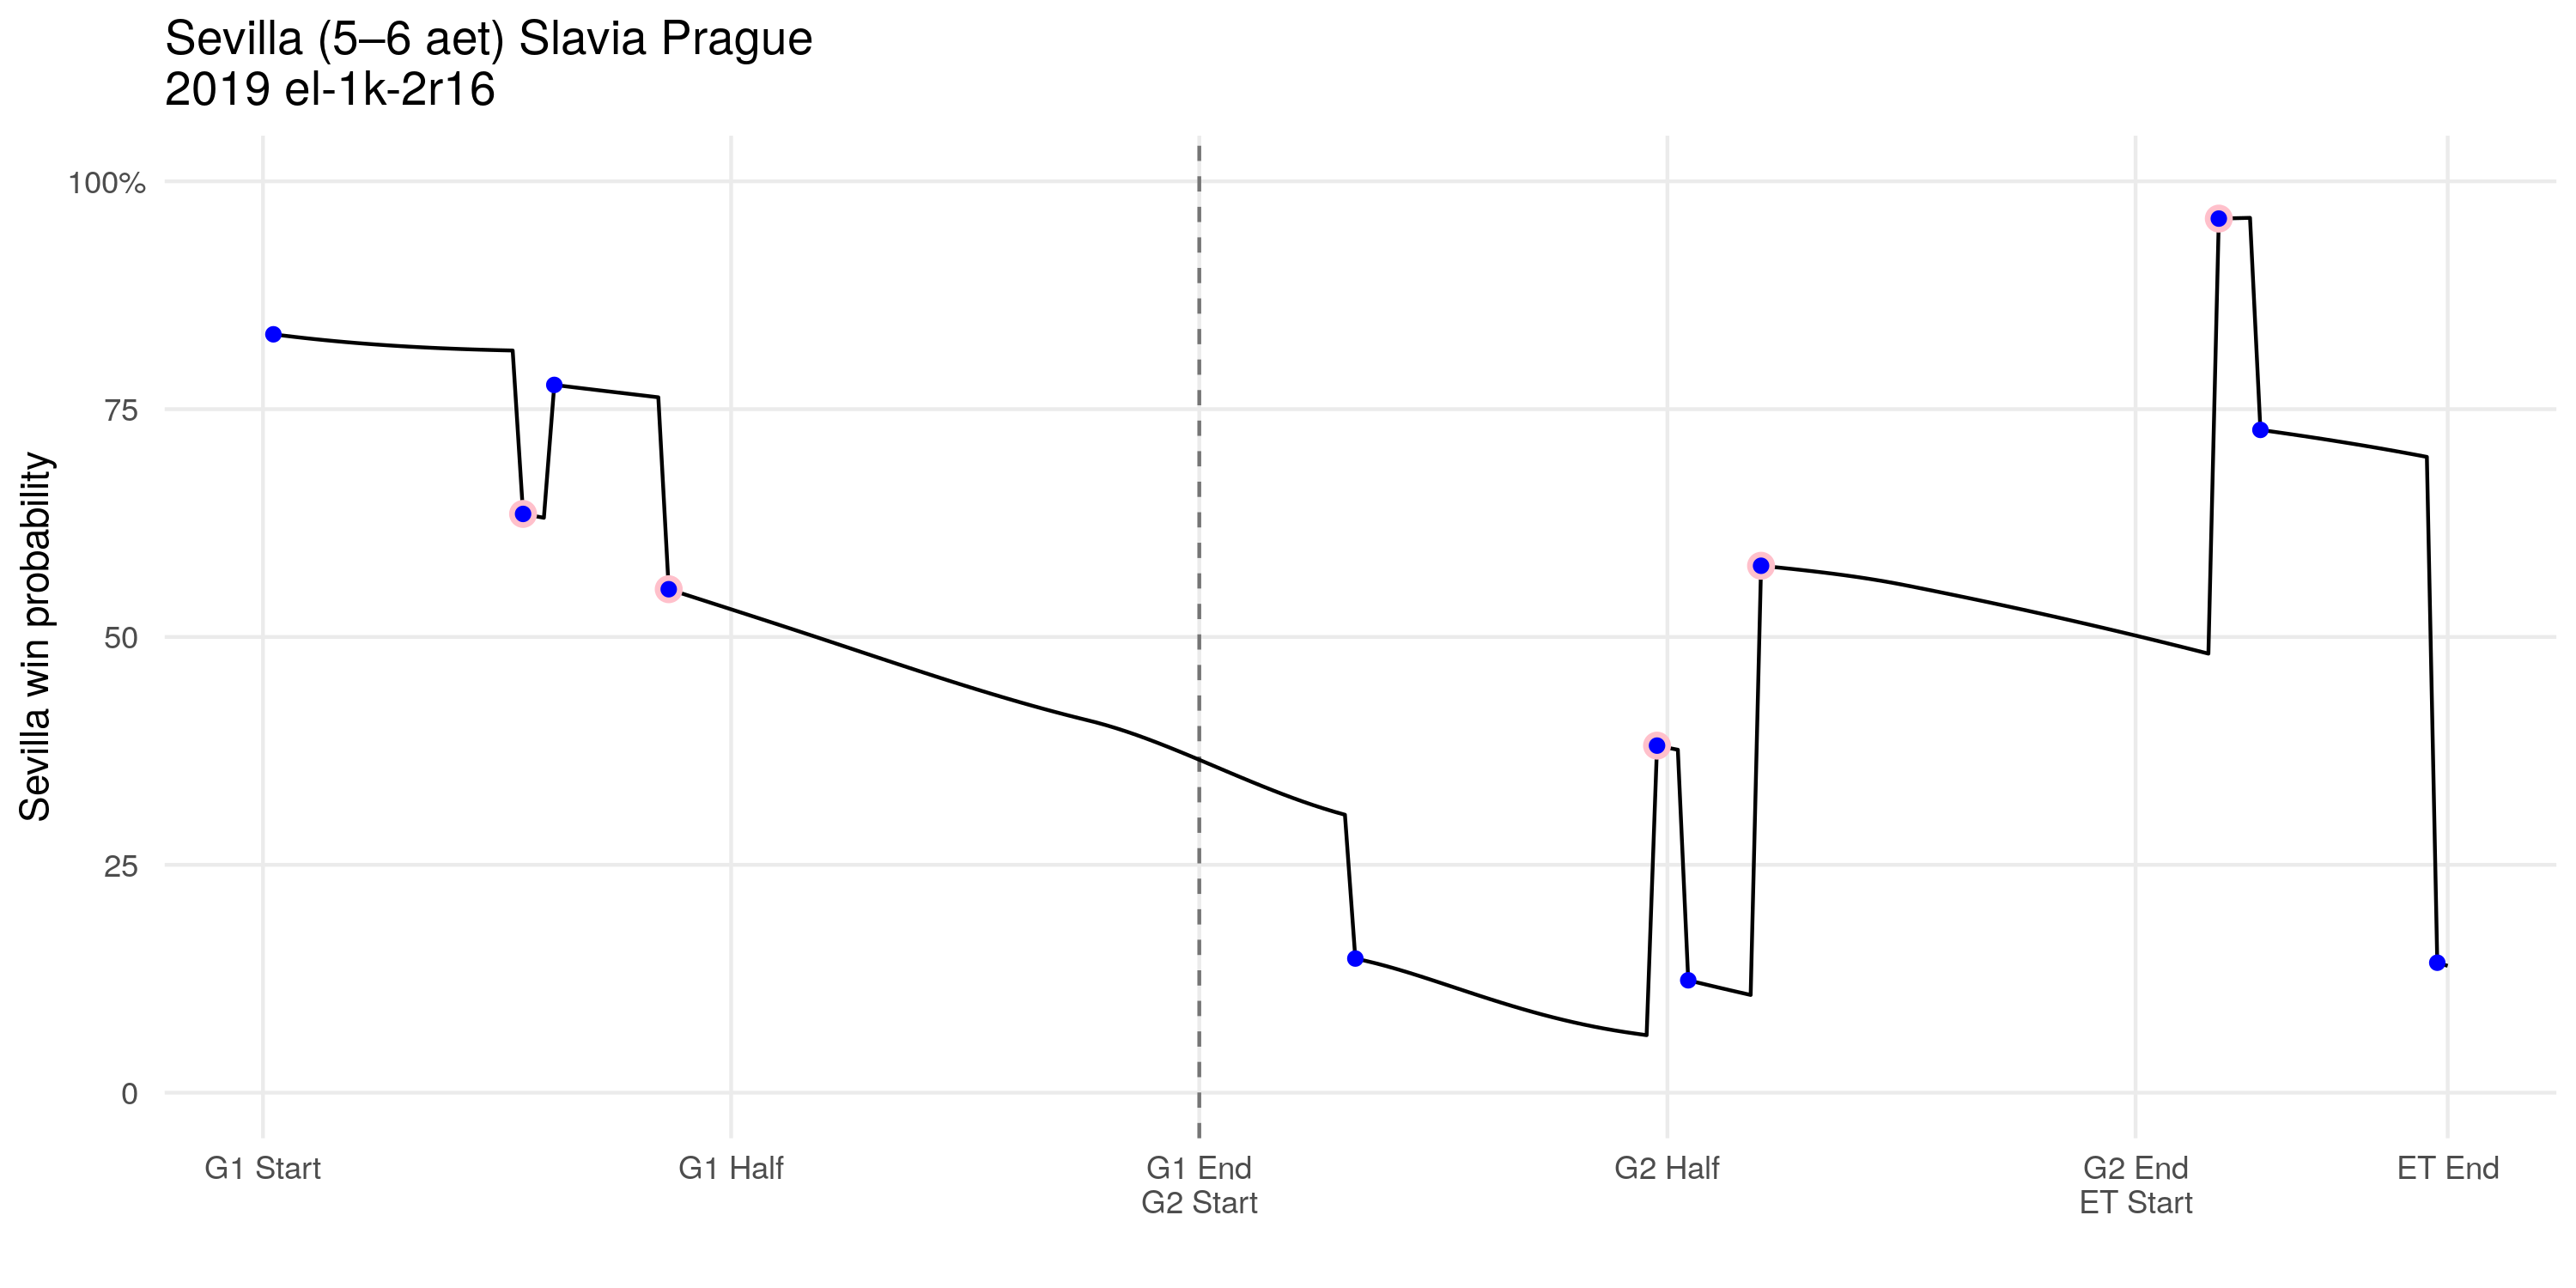 Sevilla (5–6 aet) Slavia Prague
2019 el-1k-2r16
Sevilla win probability
100%
75
50
25
0
G1 Start
G1 Half
G1 End
G2 Start
G2 Half
G2 End
ET Start
ET End